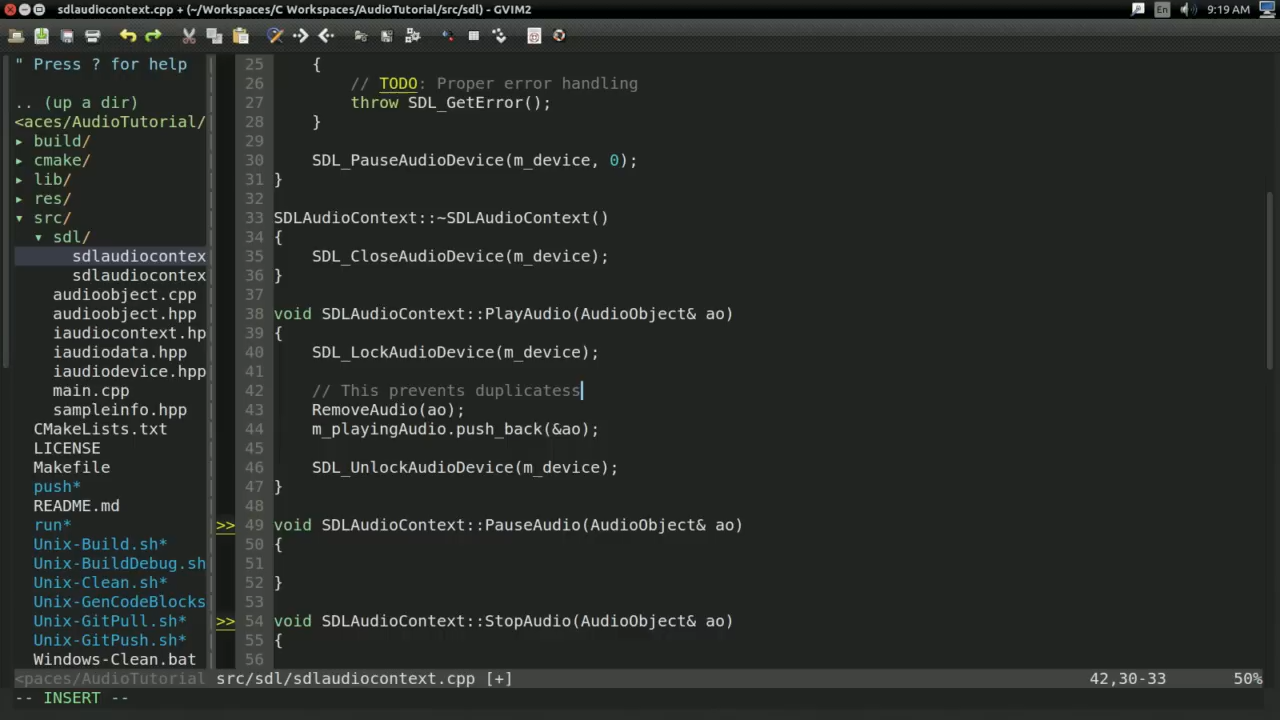 sdlaudiocontext.cpp + (~/Workspaces/C Workspaces/AudioTutorial/src/sdl) - GVIM2
En
9:19 AM
" Press ? for help
.. (up a dir)
<aces/AudioTutorial/
▸ build/
▸ cmake/
▸ lib/
▸ res/
▾ src/
▾ sdl/
sdlaudiocontex
sdlaudiocontex
audioobject.cpp
audioobject.hpp
iaudiocontext.hp
iaudiodata.hpp
iaudiodevice.hpp
main.cpp
sampleinfo.hpp
CMakeLists.txt
LICENSE
Makefile
push*
README.md
run*
Unix-Build.sh*
Unix-BuildDebug.sh
Unix-Clean.sh*
Unix-GenCodeBlocks
Unix-GitPull.sh*
Unix-GitPush.sh*
Windows-Clean.bat
25 {
26 // TODO: Proper error handling
27 throw SDL_GetError();
28 }
29
30 SDL_PauseAudioDevice(m_device, 0);
31 }
32
33 SDLAudioContext::~SDLAudioContext()
34 {
35 SDL_CloseAudioDevice(m_device);
36 }
37
38 void SDLAudioContext::PlayAudio(AudioObject& ao)
39 {
40 SDL_LockAudioDevice(m_device);
41
42 // This prevents duplicatess
43 RemoveAudio(ao);
44 m_playingAudio.push_back(&ao);
45
46 SDL_UnlockAudioDevice(m_device);
47 }
48
>> 49 void SDLAudioContext::PauseAudio(AudioObject& ao)
50 {
51
52 }
53
>> 54 void SDLAudioContext::StopAudio(AudioObject& ao)
55 {
56
<paces/AudioTutorial src/sdl/sdlaudiocontext.cpp [+] 42,30-33 50%
-- INSERT --